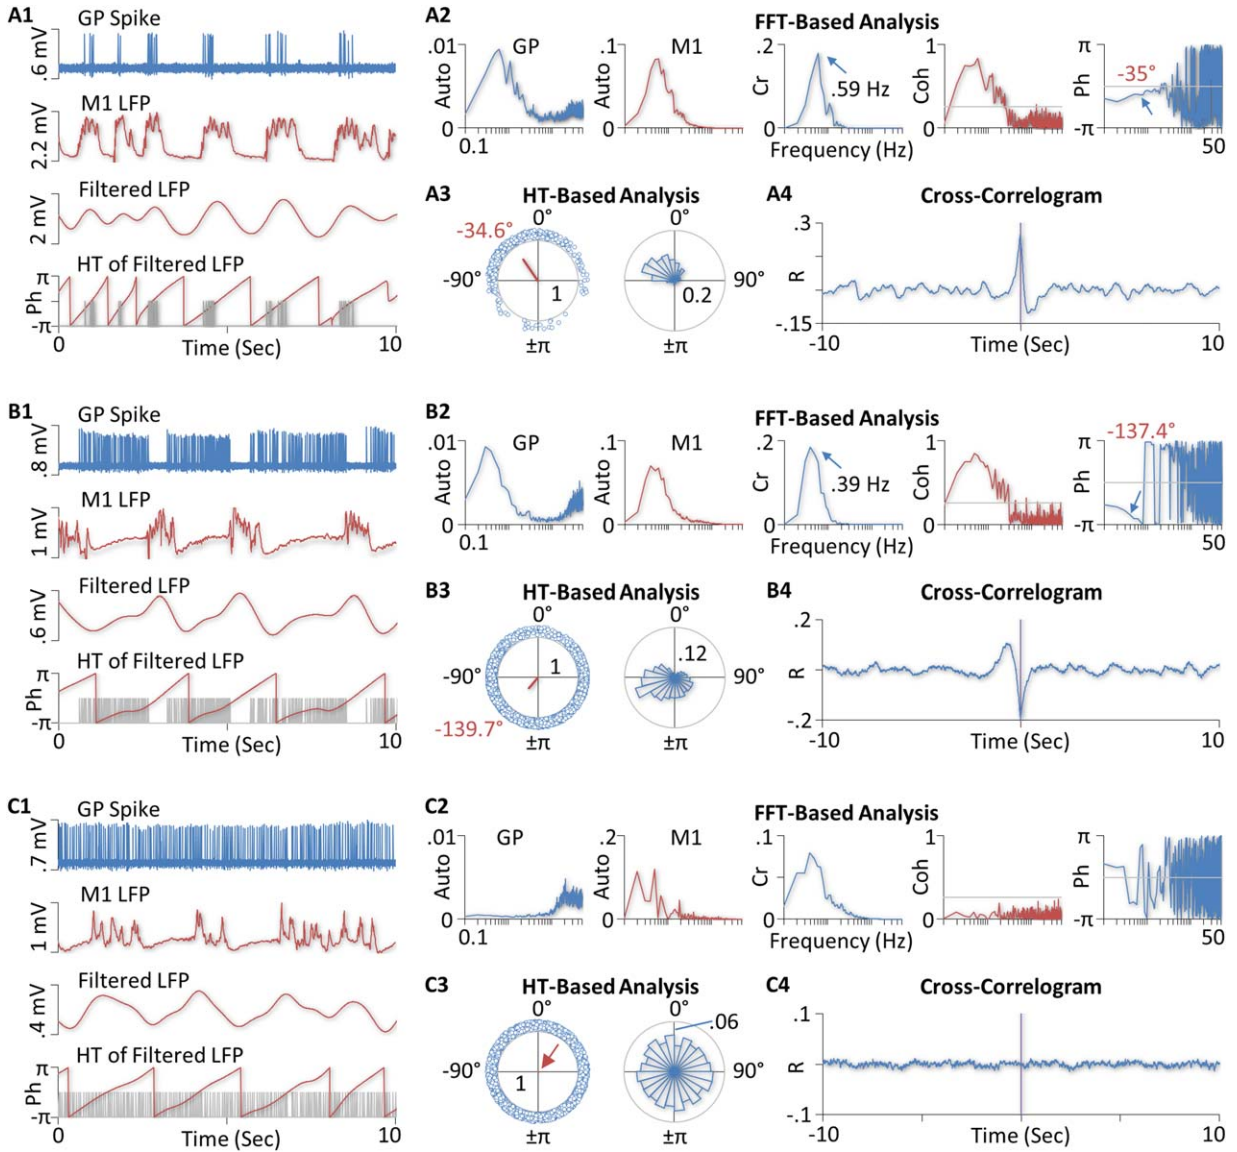 A1
GP Spike
.6 mV
M1 LFP
2.2 mV
Filtered LFP
2 mV
HT of Filtered LFP
π
Ph
-π
0
Time (Sec)
10
A2
FFT-Based Analysis
.01
GP
Auto
0
0.1
.1
M1
Auto
0
.2
Cr
.59 Hz
0
Frequency (Hz)
1
Coh
0
π
-35°
Ph
-π
50
A3
HT-Based Analysis
0°
0°
-34.6°
-90°
1
0.2
90°
±π
±π
A4
Cross-Correlogram
.3
R
-.15
-10
Time (Sec)
10
B1
GP Spike
.8 mV
M1 LFP
1 mV
Filtered LFP
.6 mV
HT of Filtered LFP
π
Ph
-π
0
Time (Sec)
10
B2
FFT-Based Analysis
.01
GP
Auto
0
0.1
.1
M1
Auto
0
.2
Cr
.39 Hz
0
Frequency (Hz)
1
Coh
0
-137.4°
π
Ph
-π
50
B3
HT-Based Analysis
0°
0°
-90°
1
.12
90°
-139.7°
±π
±π
B4
Cross-Correlogram
.2
R
-.2
-10
Time (Sec)
10
C1
GP Spike
.7 mV
M1 LFP
1 mV
Filtered LFP
.4 mV
HT of Filtered LFP
π
Ph
-π
0
Time (Sec)
10
C2
FFT-Based Analysis
.01
GP
Auto
0
0.1
.2
M1
Auto
0
.1
Cr
0
Frequency (Hz)
1
Coh
0
π
Ph
-π
50
C3
HT-Based Analysis
0°
0°
.06
-90°
1
90°
±π
±π
C4
Cross-Correlogram
.1
R
-.1
-10
Time (Sec)
10